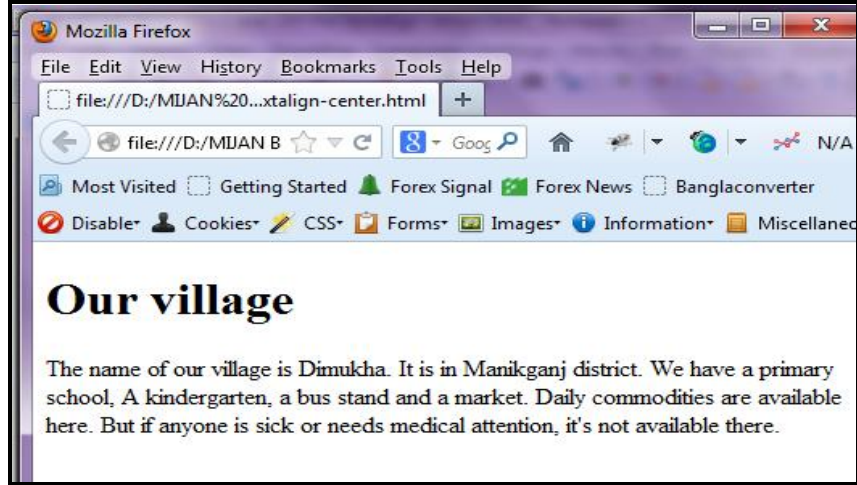 Mozilla Firefox
File Edit View History Bookmarks Tools Help
file:///D:/MIJAN%20...xtalign-center.html +
file:///D:/MIJAN B 8 Goog N/A
Most Visited Getting Started Forex Signal Forex News Banglaconverter
Disable Cookies CSS Forms Images Information Miscellaneo
Our village
The name of our village is Dimukha. It is in Manikganj district. We have a primary
school, A kindergarten, a bus stand and a market. Daily commodities are available
here. But if anyone is sick or needs medical attention, it's not available there.